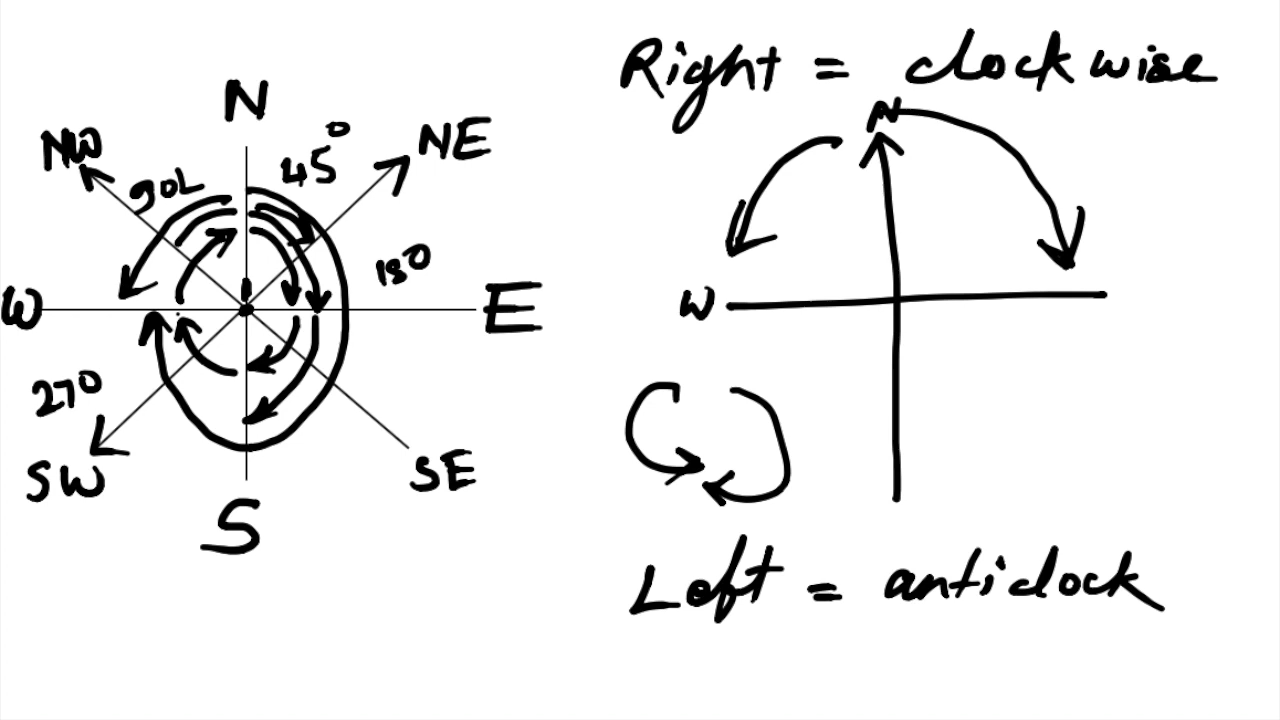 Right = clockwise
N
N
NW
45°
NE
90L
180
W
E
W
270
SW
SE
S
Left = anticlock